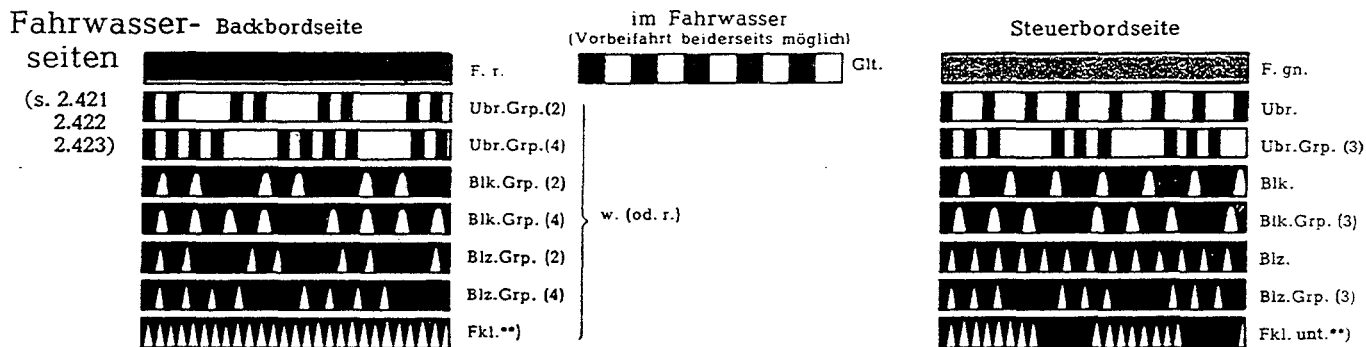 Fahrwasser-
seiten
(s. 2.421
2.422
2.423)
Backbordseite
F. r.
Ubr.Grp.(2)
Ubr.Grp.(4)
Blk.Grp. (2)
Blk.Grp. (4)
Blz.Grp. (2)
Blz.Grp. (4)
Fkl.**)
w. (od. r.)
im Fahrwasser
(Vorbeifahrt beiderseits möglich)
Glt.
Steuerbordseite
F. gn.
Ubr.
Ubr.Grp. (3)
Blk.
Blk.Grp. (3)
Blz.
Blz.Grp. (3)
Fkl. unt.**)